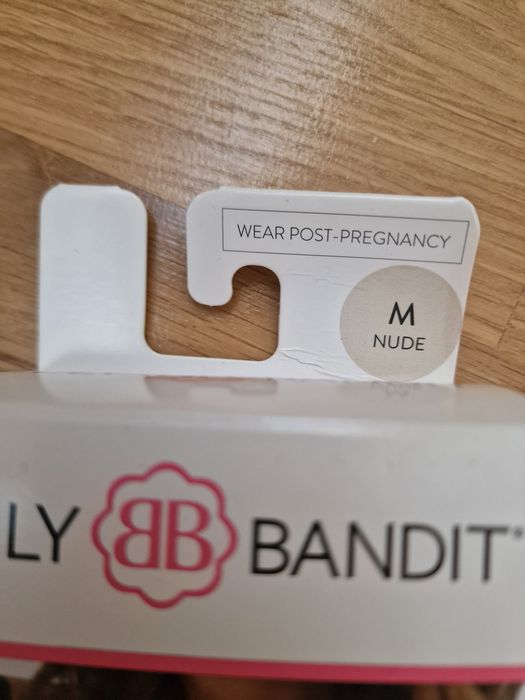 WEAR POST-PREGNANCY
M
NUDE
LY BB BANDIT